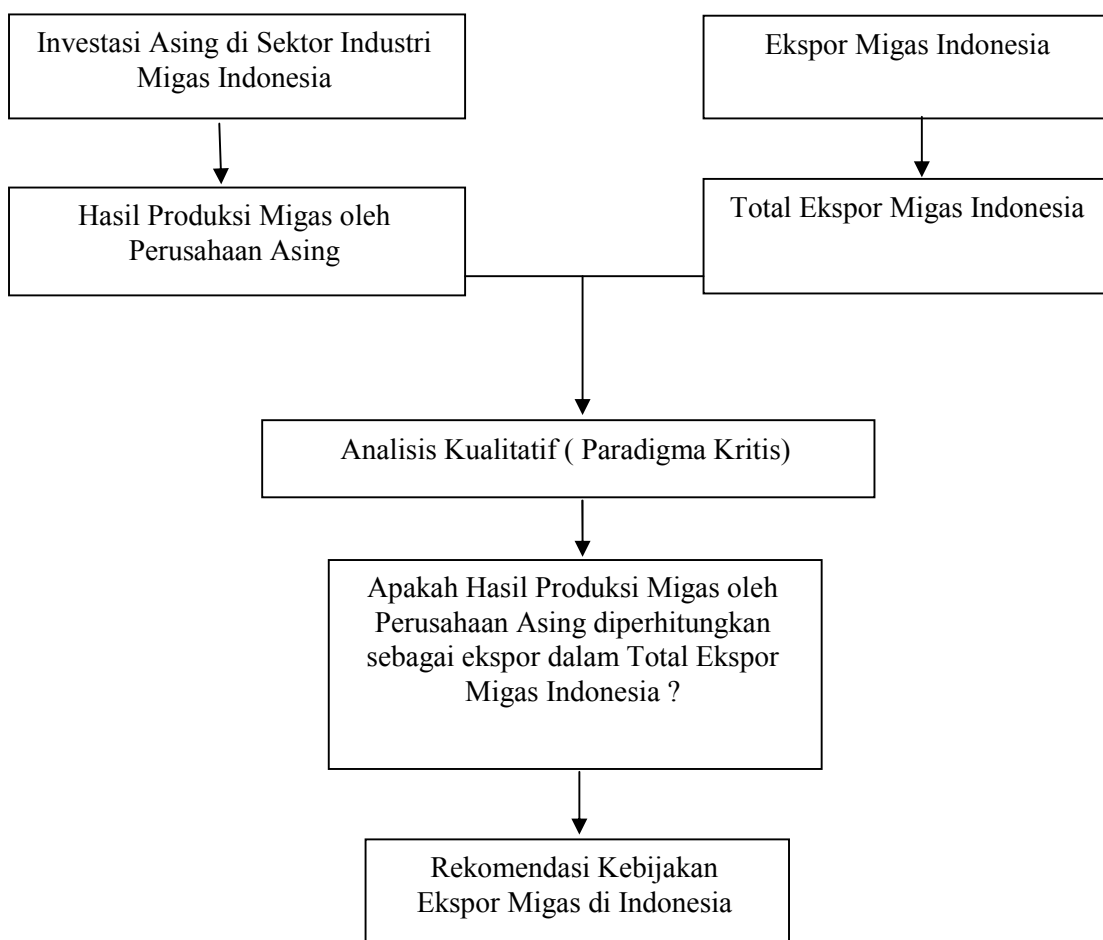 Investasi Asing di Sektor Industri
Migas Indonesia
Ekspor Migas Indonesia
Hasil Produksi Migas oleh
Perusahaan Asing
Total Ekspor Migas Indonesia
Analisis Kualitatif ( Paradigma Kritis)
Apakah Hasil Produksi Migas oleh
Perusahaan Asing diperhitungkan
sebagai ekspor dalam Total Ekspor
Migas Indonesia ?
Rekomendasi Kebijakan
Ekspor Migas di Indonesia